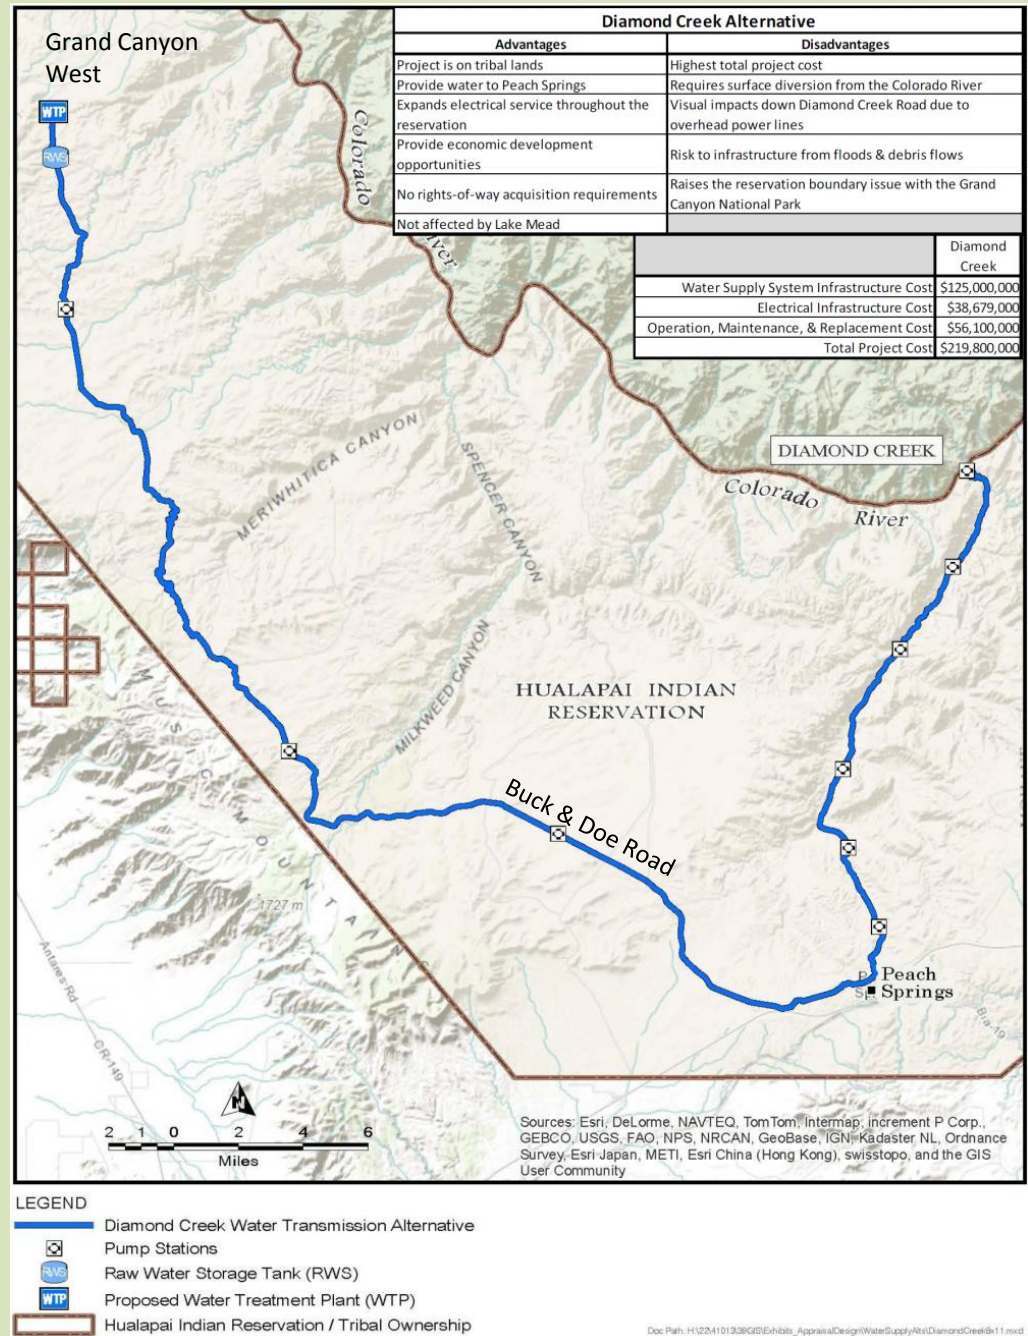 Grand Canyon
West
Diamond Creek Alternative
Advantages
Disadvantages
Project is on tribal lands
Highest total project cost
Provide water to Peach Springs
Requires surface diversion from the Colorado River
Expands electrical service throughout the
reservation
Visual impacts down Diamond Creek Road due to
overhead power lines
Provide economic development
opportunities
Risk to infrastructure from floods & debris flows
No rights-of-way acquisition requirements
Raises the reservation boundary issue with the Grand
Canyon National Park
Not affected by Lake Mead
Diamond
Creek
Water Supply System Infrastructure Cost $125,000,000
Electrical Infrastructure Cost $38,679,000
Operation, Maintenance, & Replacement Cost $56,100,000
Total Project Cost $219,800,000
WTP
RWS
Colorado
iver
MERIWHITICA CANYON
SPENCER CANYON
DIAMOND CREEK
Colorado
River
MILKWEED CANYON
HUALAPAI INDIAN
RESERVATION
Buck & Doe Road
MUSIC MOUNTAINS
1727 m
Antares Rd
CR-149
Peach
Springs
Bia-19
2 1 0 2 4 6
Miles
N
Sources: Esri, DeLorme, NAVTEQ, TomTom, Intermap, increment P Corp.,
GEBCO, USGS, FAO, NPS, NRCAN, GeoBase, IGN, Kadaster NL, Ordnance
Survey, Esri Japan, METI, Esri China (Hong Kong), swisstopo, and the GIS
User Community
LEGEND
Diamond Creek Water Transmission Alternative
Pump Stations
RWS Raw Water Storage Tank (RWS)
WTP Proposed Water Treatment Plant (WTP)
Hualapai Indian Reservation / Tribal Ownership